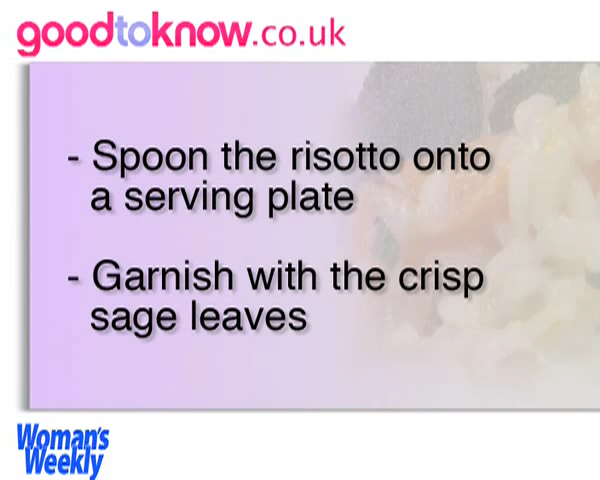 goodtoknow.co.uk
- Spoon the risotto onto
a serving plate
- Garnish with the crisp
sage leaves
Woman's
Weekly